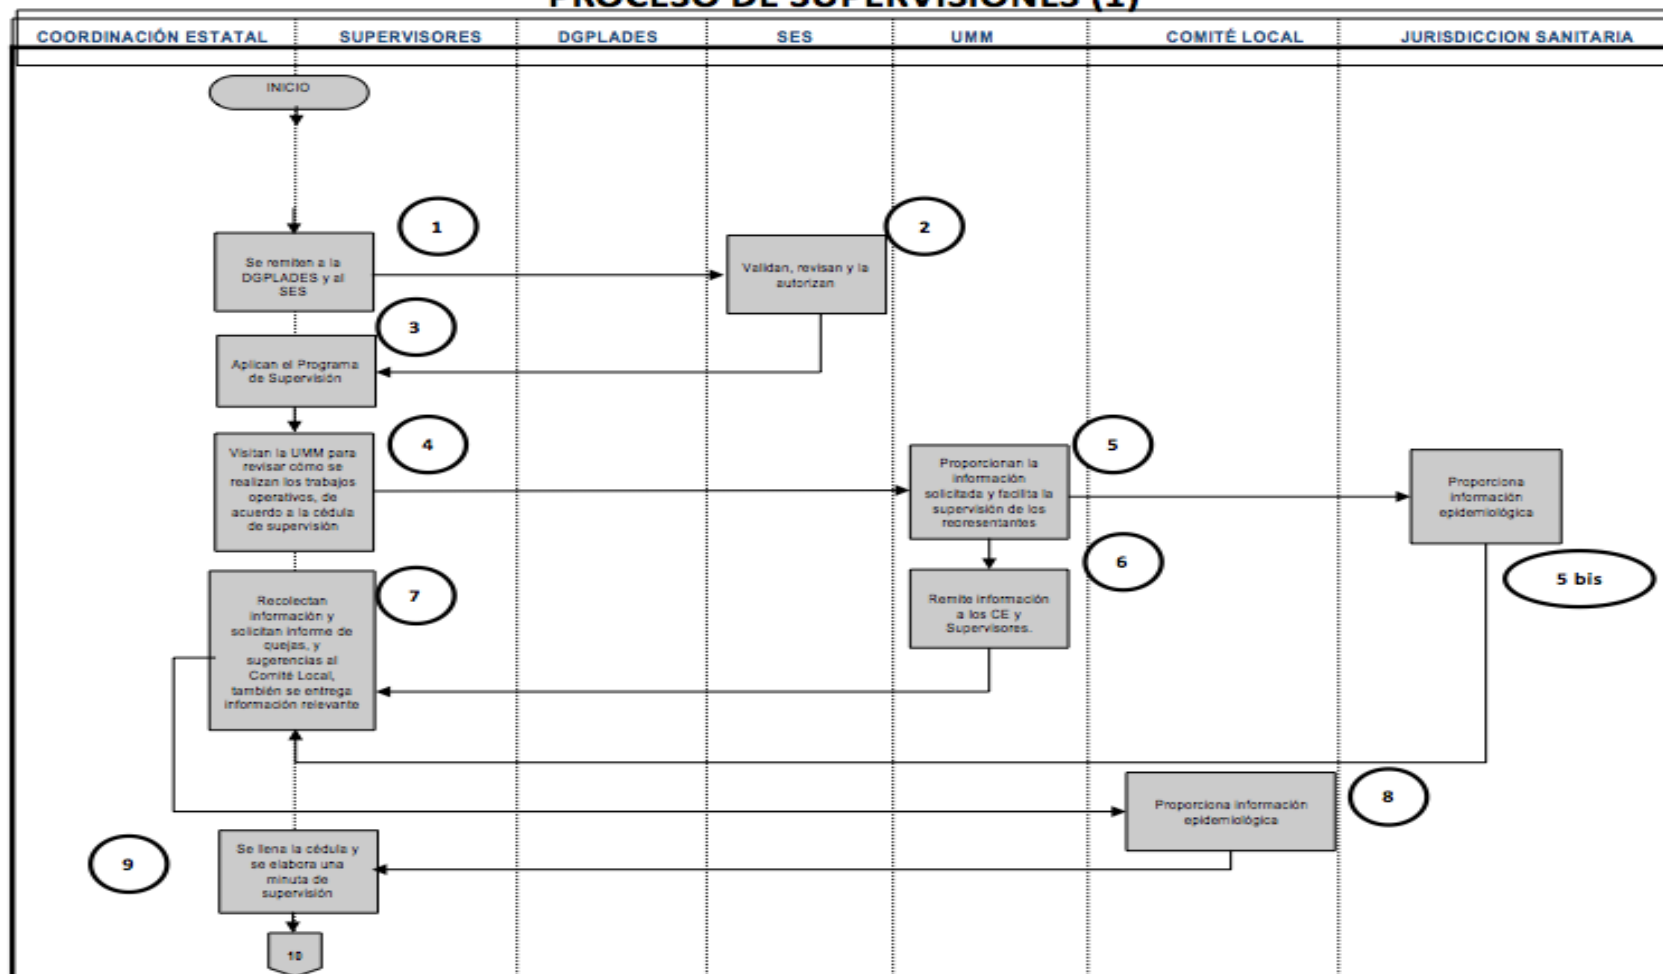 PROCESO DE SUPERVISIONES (1)
COORDINACIÓN ESTATAL SUPERVISORES DGPLADES SES UMM COMITÉ LOCAL JURISDICCION SANITARIA
INICIO
1
Se remiten a la
DGPLADES y al
SES
2
Validan, revisan y la
autorizan
3
Aplican el Programa
de Supervisión
4
Visitan la UMM para
revisar cómo se
realizan los trabajos
operativos, de
acuerdo a la cédula
de supervisión
5
Proporcionan la
información
solicitada y facilita la
supervisión de los
representantes
Proporciona
información
epidemiológica
5 bis
6
Remite información
a los CE y
Supervisores.
7
Recolectan
información y
solicitan informe de
quejas, y
sugerencias al
Comité Local,
también se entrega
información relevante
8
Proporciona información
epidemiológica
9
Se llena la cédula y
se elabora una
minuta de
supervisión
10